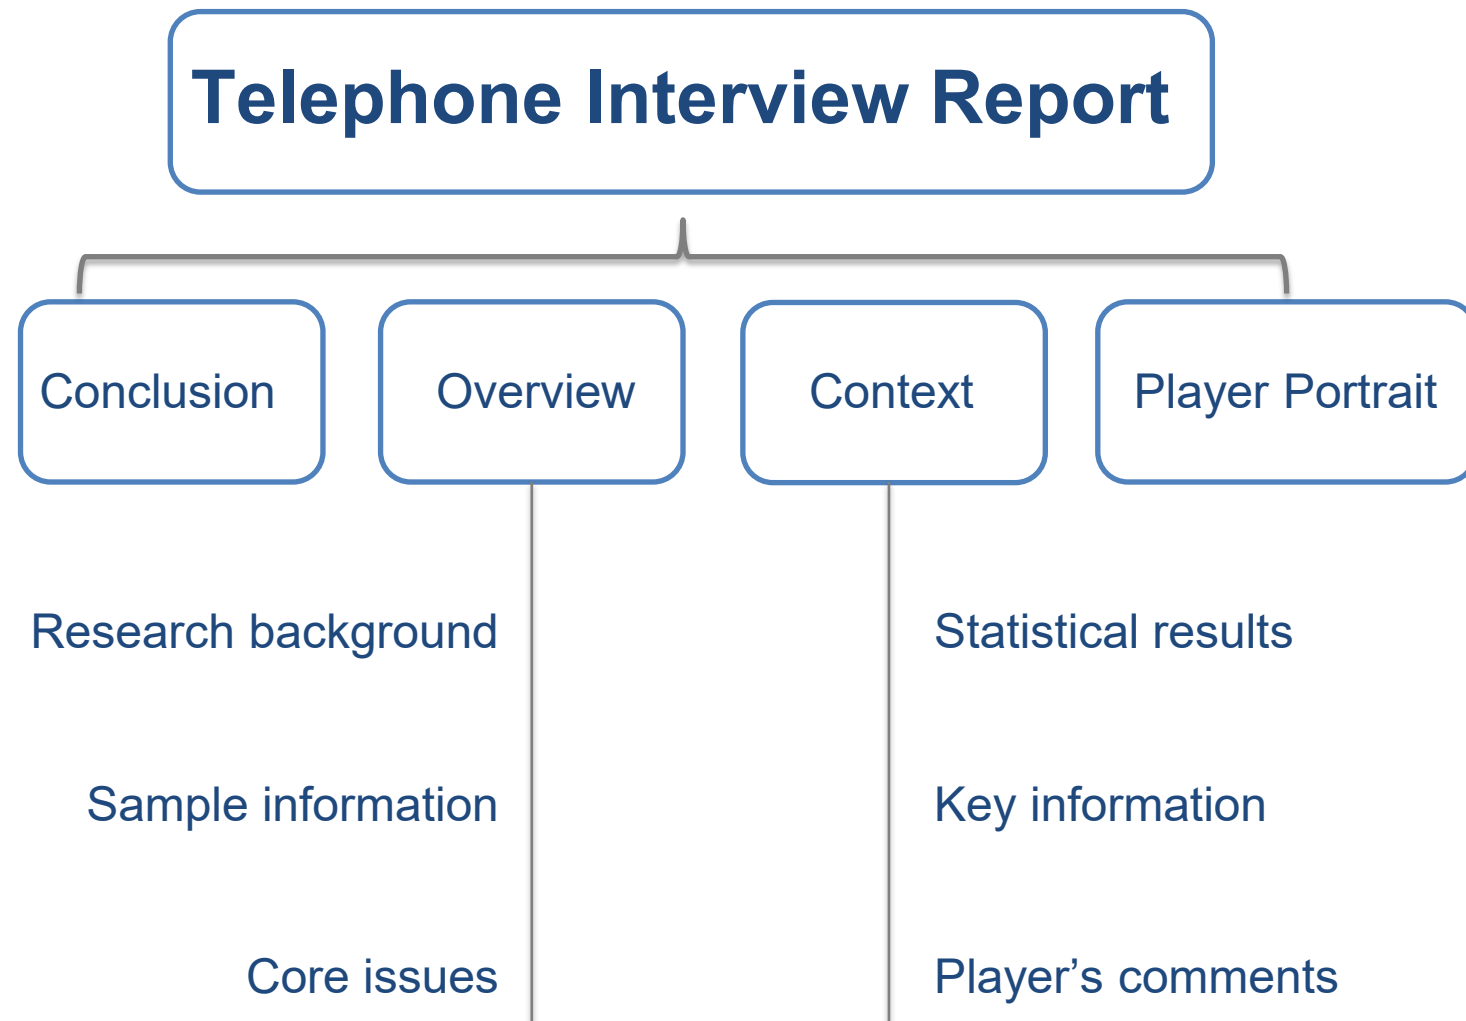 Telephone Interview Report
Conclusion
Overview
Context
Player Portrait
Research background
Statistical results
Sample information
Key information
Core issues
Player’s comments